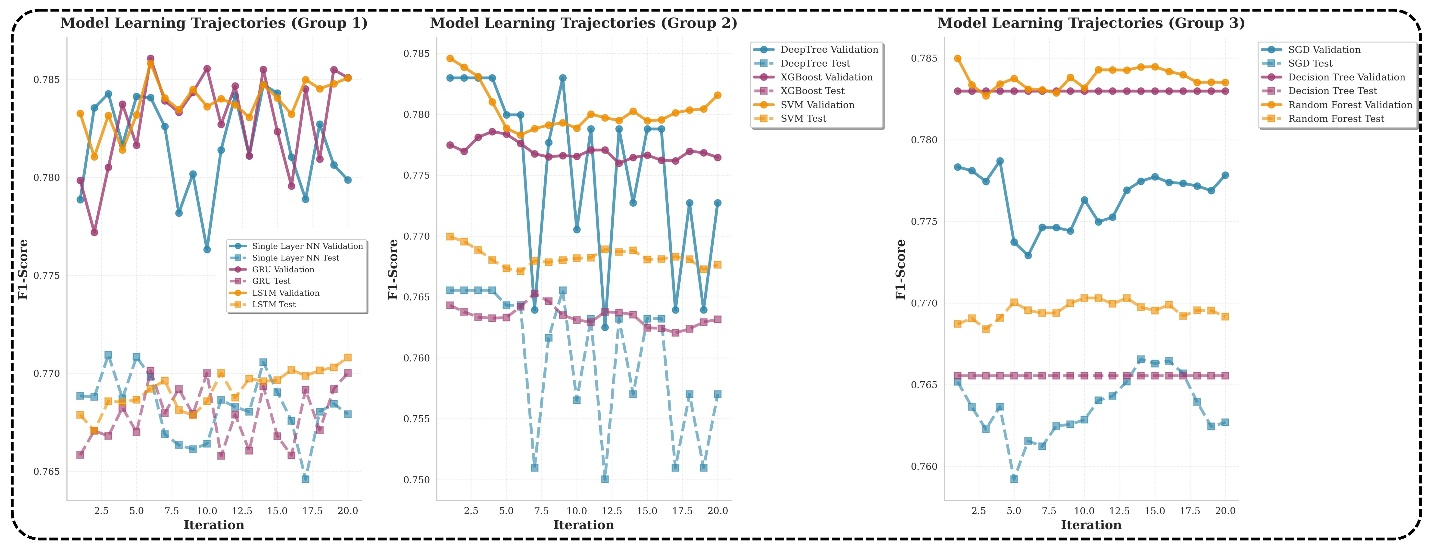 Model Learning Trajectories (Group 1)
0.785
0.780
0.775
0.770
0.765
F1-Score
Single Layer NN Validation
Single Layer NN Test
GRU Validation
GRU Test
LSTM Validation
LSTM Test
2.5 5.0 7.5 10.0 12.5 15.0 17.5 20.0
Iteration
Model Learning Trajectories (Group 2)
0.785
0.780
0.775
0.770
0.765
0.760
0.755
0.750
F1-Score
DeepTree Validation
DeepTree Test
XGBoost Validation
XGBoost Test
SVM Validation
SVM Test
2.5 5.0 7.5 10.0 12.5 15.0 17.5 20.0
Iteration
Model Learning Trajectories (Group 3)
0.785
0.780
0.775
0.770
0.765
0.760
F1-Score
SGD Validation
SGD Test
Decision Tree Validation
Decision Tree Test
Random Forest Validation
Random Forest Test
2.5 5.0 7.5 10.0 12.5 15.0 17.5 20.0
Iteration